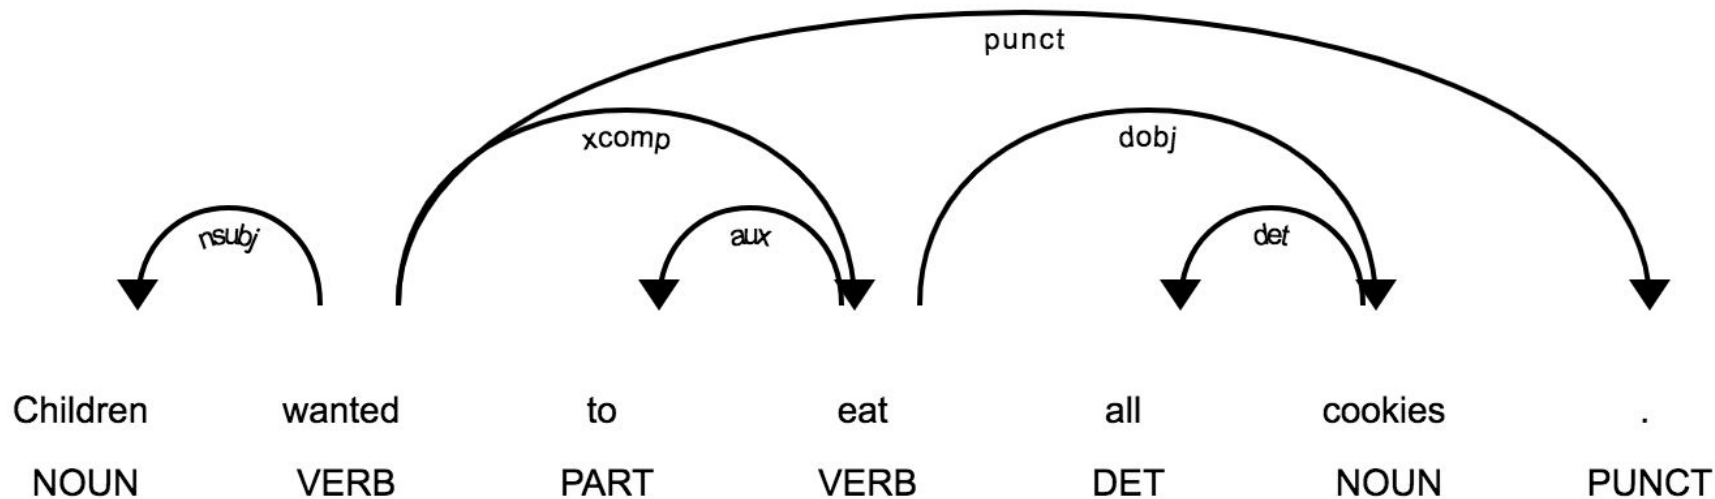 punct
xcomp dobj
nsubj aux det
Children wanted to eat all cookies .
NOUN VERB PART VERB DET NOUN PUNCT